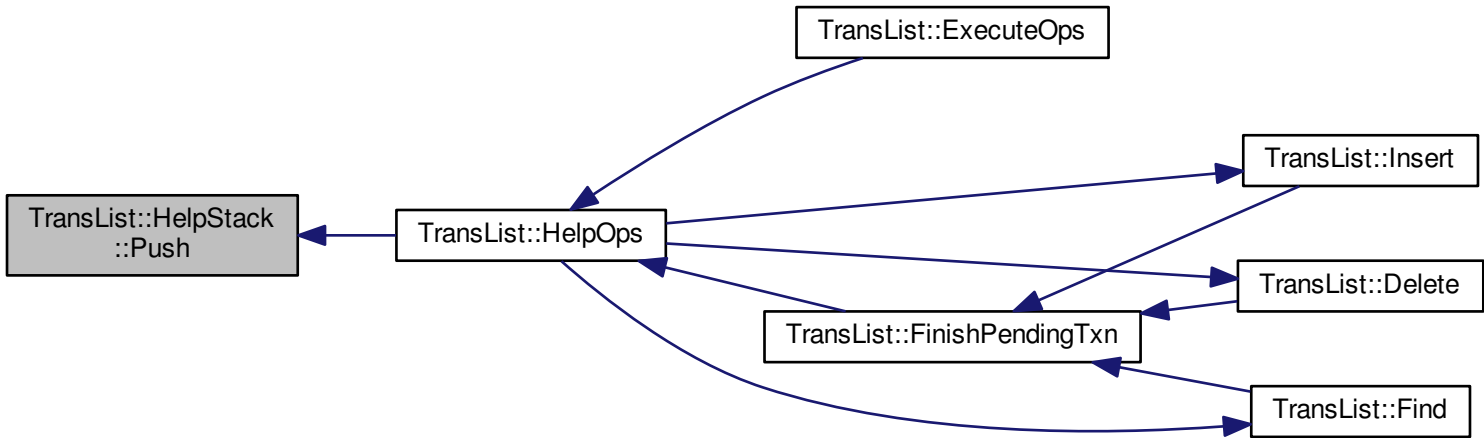 TransList::ExecuteOps
TransList::Insert
TransList::HelpStack
::Push
TransList::HelpOps
TransList::Delete
TransList::FinishPendingTxn
TransList::Find